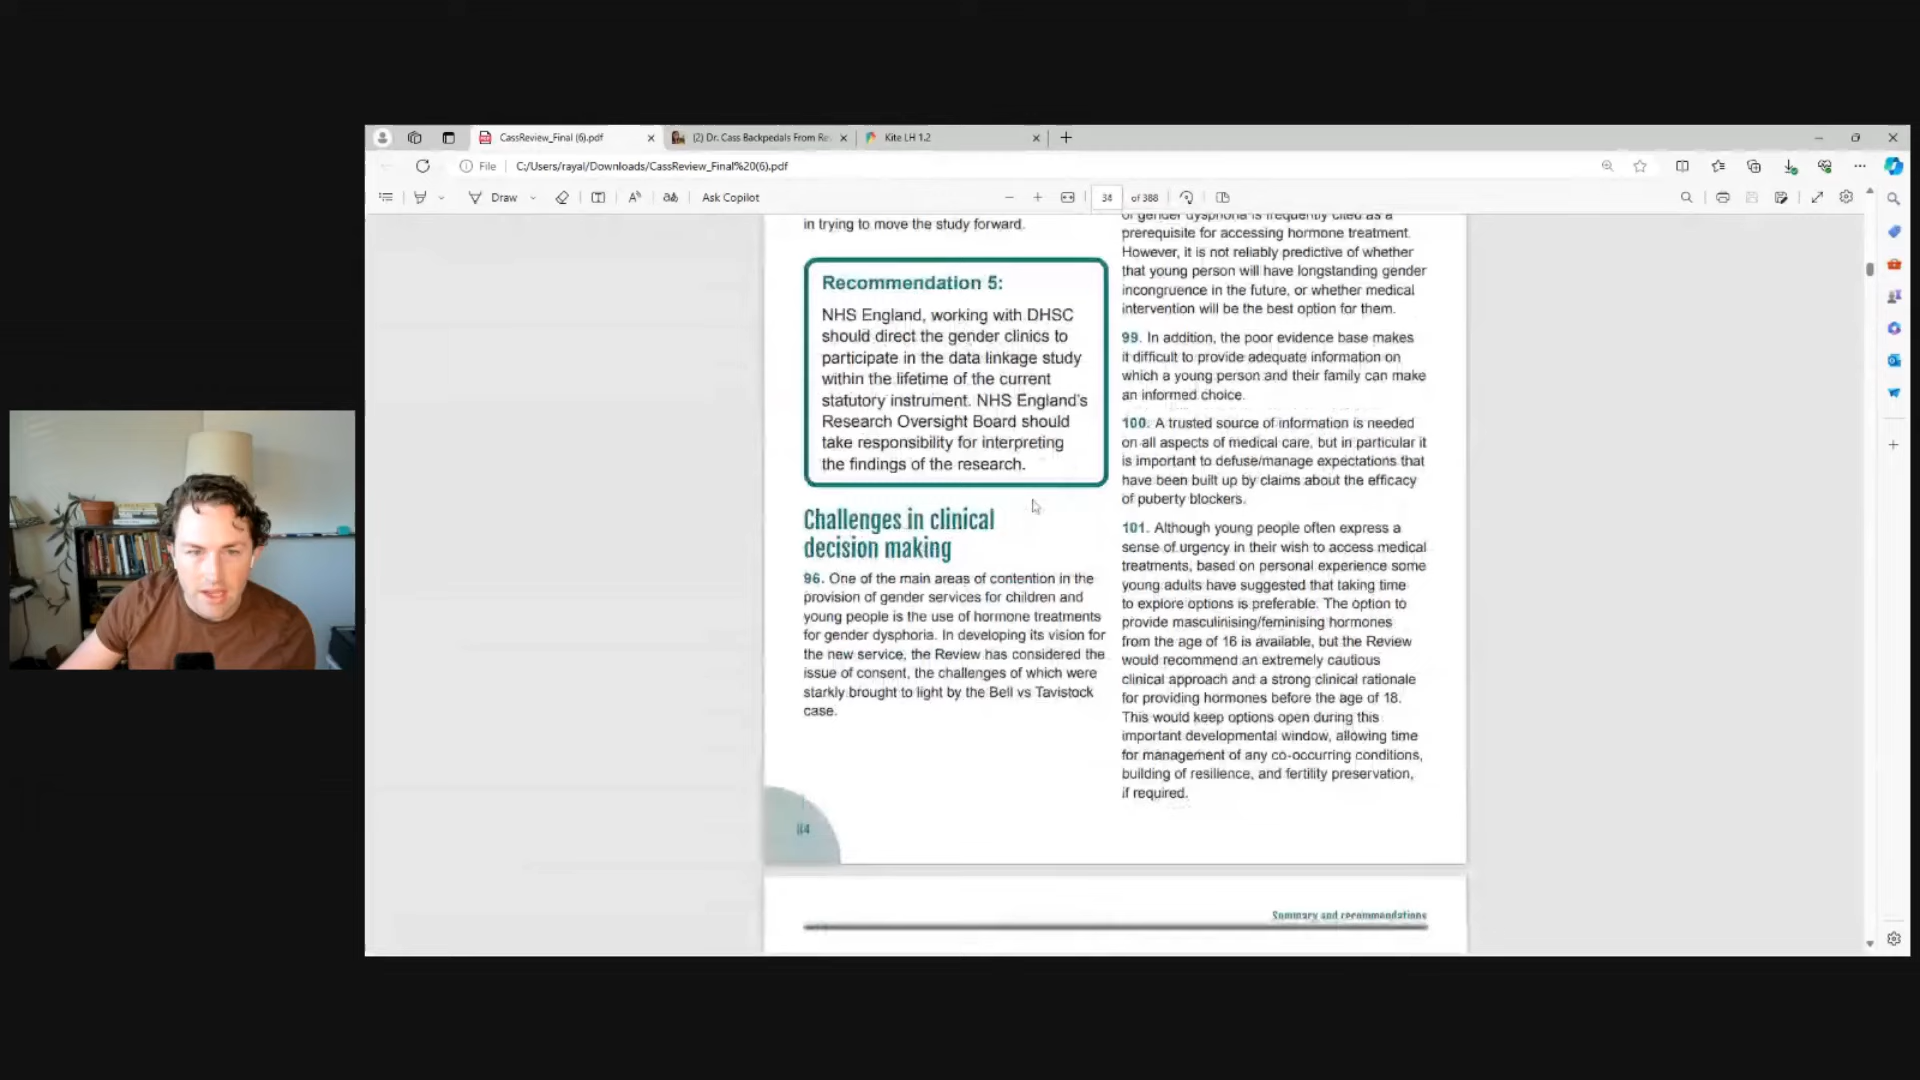 CassReview_Final (6).pdf
(2) Dr. Cass Backpedals From Re
Kite LH 1.2
File
C:/Users/rayal/Downloads/CassReview_Final%20(6).pdf
Draw
Ask Copilot
34 of 388
in trying to move the study forward.
Recommendation 5:
NHS England, working with DHSC
should direct the gender clinics to
participate in the data linkage study
within the lifetime of the current
statutory instrument. NHS England's
Research Oversight Board should
take responsibility for interpreting
the findings of the research.
Challenges in clinical
decision making
96. One of the main areas of contention in the
provision of gender services for children and
young people is the use of hormone treatments
for gender dysphoria. In developing its vision for
the new service, the Review has considered the
issue of consent, the challenges of which were
starkly brought to light by the Bell vs Tavistock
case.
of gender dysphoria is frequently cited as a
prerequisite for accessing hormone treatment.
However, it is not reliably predictive of whether
that young person will have longstanding gender
incongruence in the future, or whether medical
intervention will be the best option for them.
99. In addition, the poor evidence base makes
it difficult to provide adequate information on
which a young person and their family can make
an informed choice.
100. A trusted source of information is needed
on all aspects of medical care, but in particular it
is important to defuse/manage expectations that
have been built up by claims about the efficacy
of puberty blockers.
101. Although young people often express a
sense of urgency in their wish to access medical
treatments, based on personal experience some
young adults have suggested that taking time
to explore options is preferable. The option to
provide masculinising/feminising hormones
from the age of 16 is available, but the Review
would recommend an extremely cautious
clinical approach and a strong clinical rationale
for providing hormones before the age of 18.
This would keep options open during this
important developmental window, allowing time
for management of any co-occurring conditions,
building of resilience, and fertility preservation,
if required.
Summary and recommendations